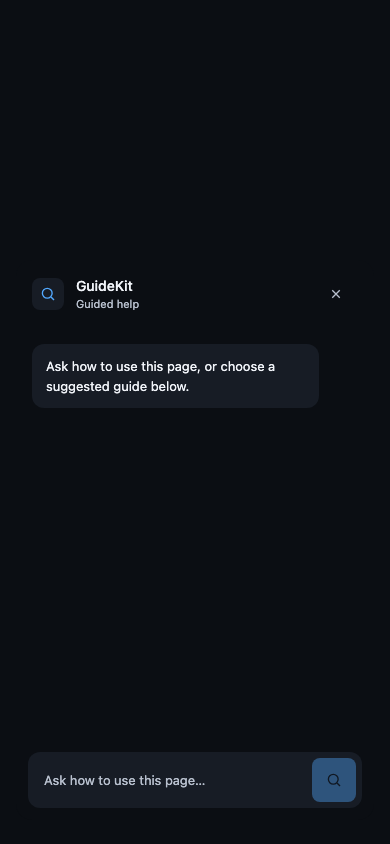 GuideKit
Guided help
Ask how to use this page, or choose a
suggested guide below.
Ask how to use this page...